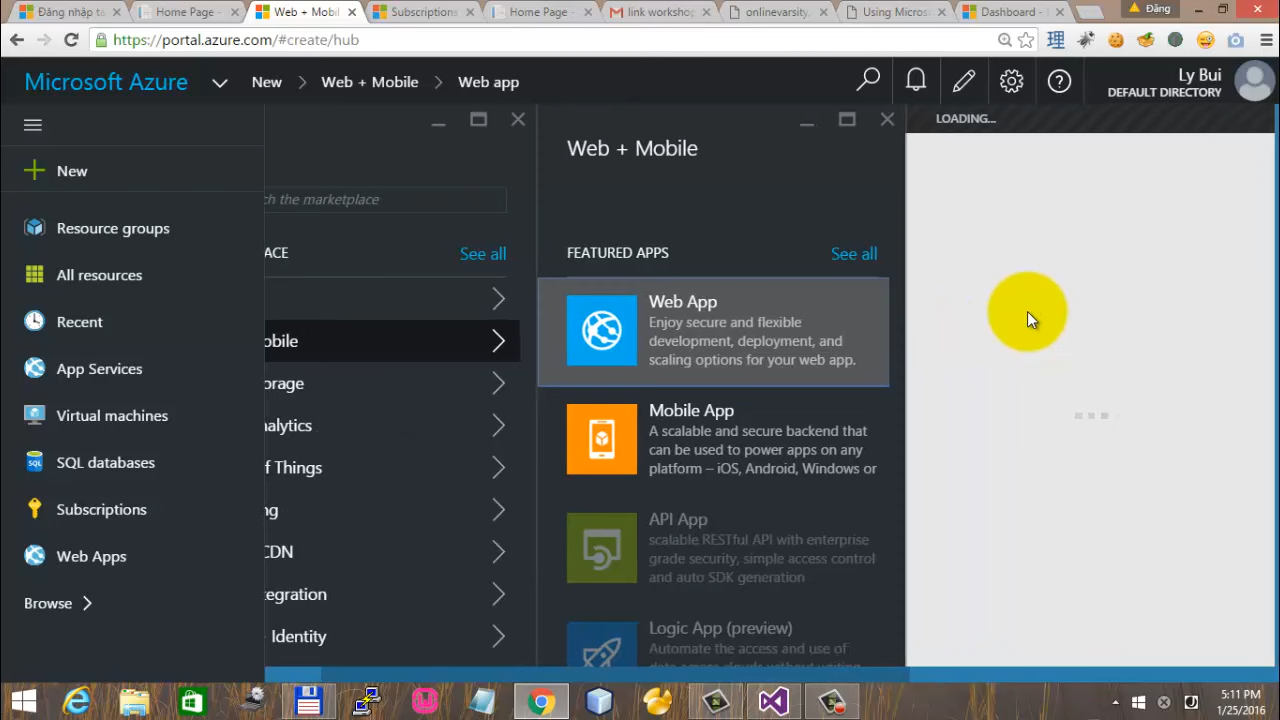 Đăng nhập tà
Home Page -
Web + Mobil
Subscriptions
Home Page -
link workshop
onlinevarsity.
Using Micros
Dashboard -
Đăng
https://portal.azure.com/#create/hub
Microsoft Azure
New
Web + Mobile
Web app
Ly Bui
DEFAULT DIRECTORY
LOADING...
Web + Mobile
New
ch the marketplace
Resource groups
ACE
See all
FEATURED APPS
See all
All resources
Web App
Enjoy secure and flexible
development, deployment, and
scaling options for your web app.
Recent
obile
App Services
orage
Virtual machines
nalytics
Mobile App
A scalable and secure backend that
can be used to power apps on any
platform – iOS, Android, Windows or
SQL databases
of Things
Subscriptions
ng
API App
scalable RESTful API with enterprise
grade security, simple access control
and auto SDK generation
Web Apps
CDN
Browse
tegration
Identity
Logic App (preview)
Automate the access and use of
SQL
5:11 PM
1/25/2016